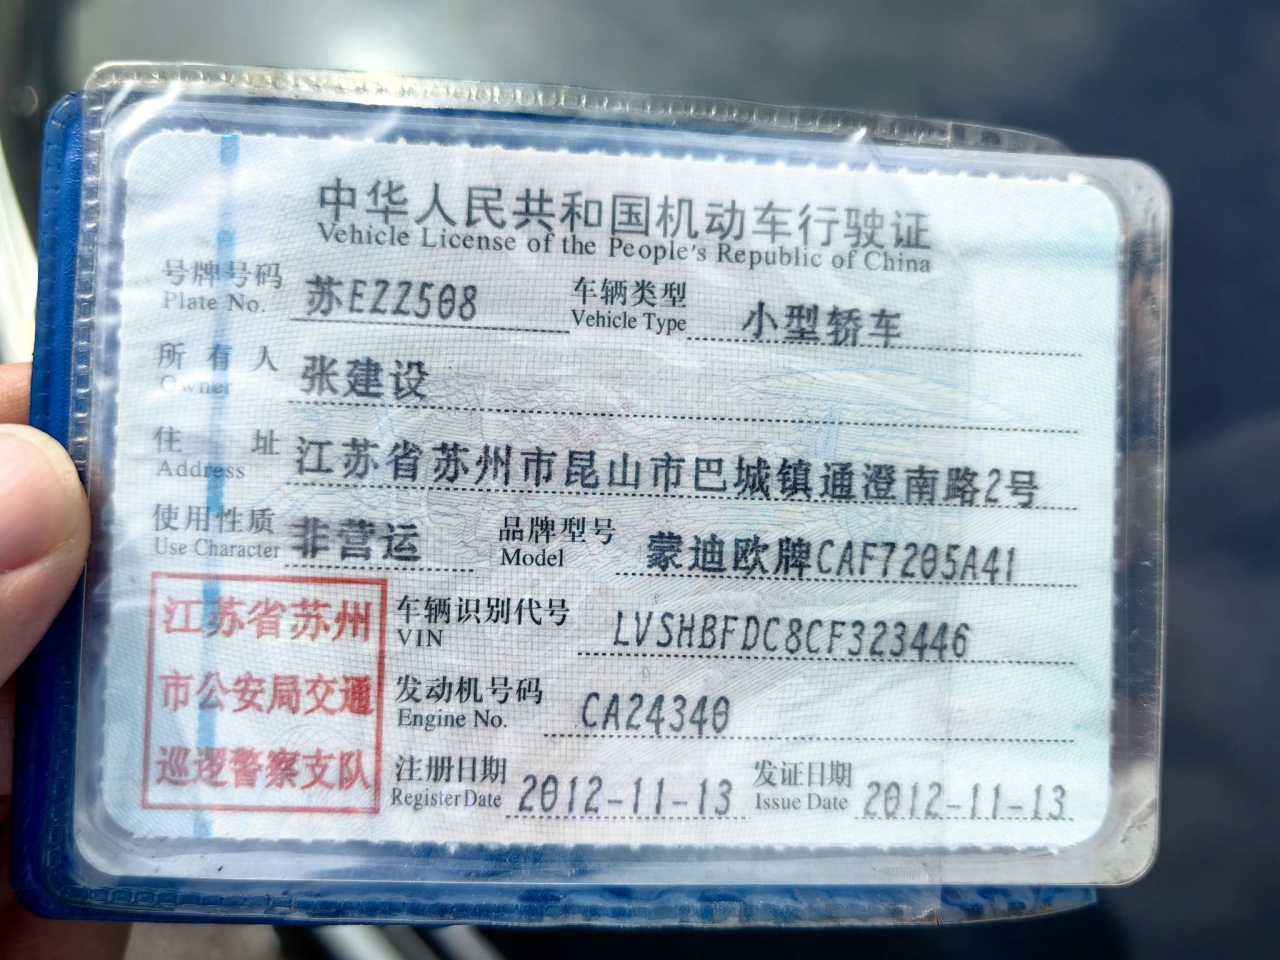 中华人民共和国机动车行驶证
Vehicle License of the People's Republic of China
号牌号码 苏EZZ508 车辆类型 小型轿车
Plate No. Vehicle Type
所有人 张建设
Owner
住址 江苏省苏州市昆山市巴城镇通澄南路2号
Address
使用性质 非营运 品牌型号 蒙迪欧牌CAF7205A41
Use Character Model
江苏省苏州
市公安局交通
巡逻警察支队
车辆识别代号 LVSHBFDC8CF323446
VIN
发动机号码 CA24340
Engine No.
注册日期 2012-11-13 发证日期 2012-11-13
Register Date Issue Date